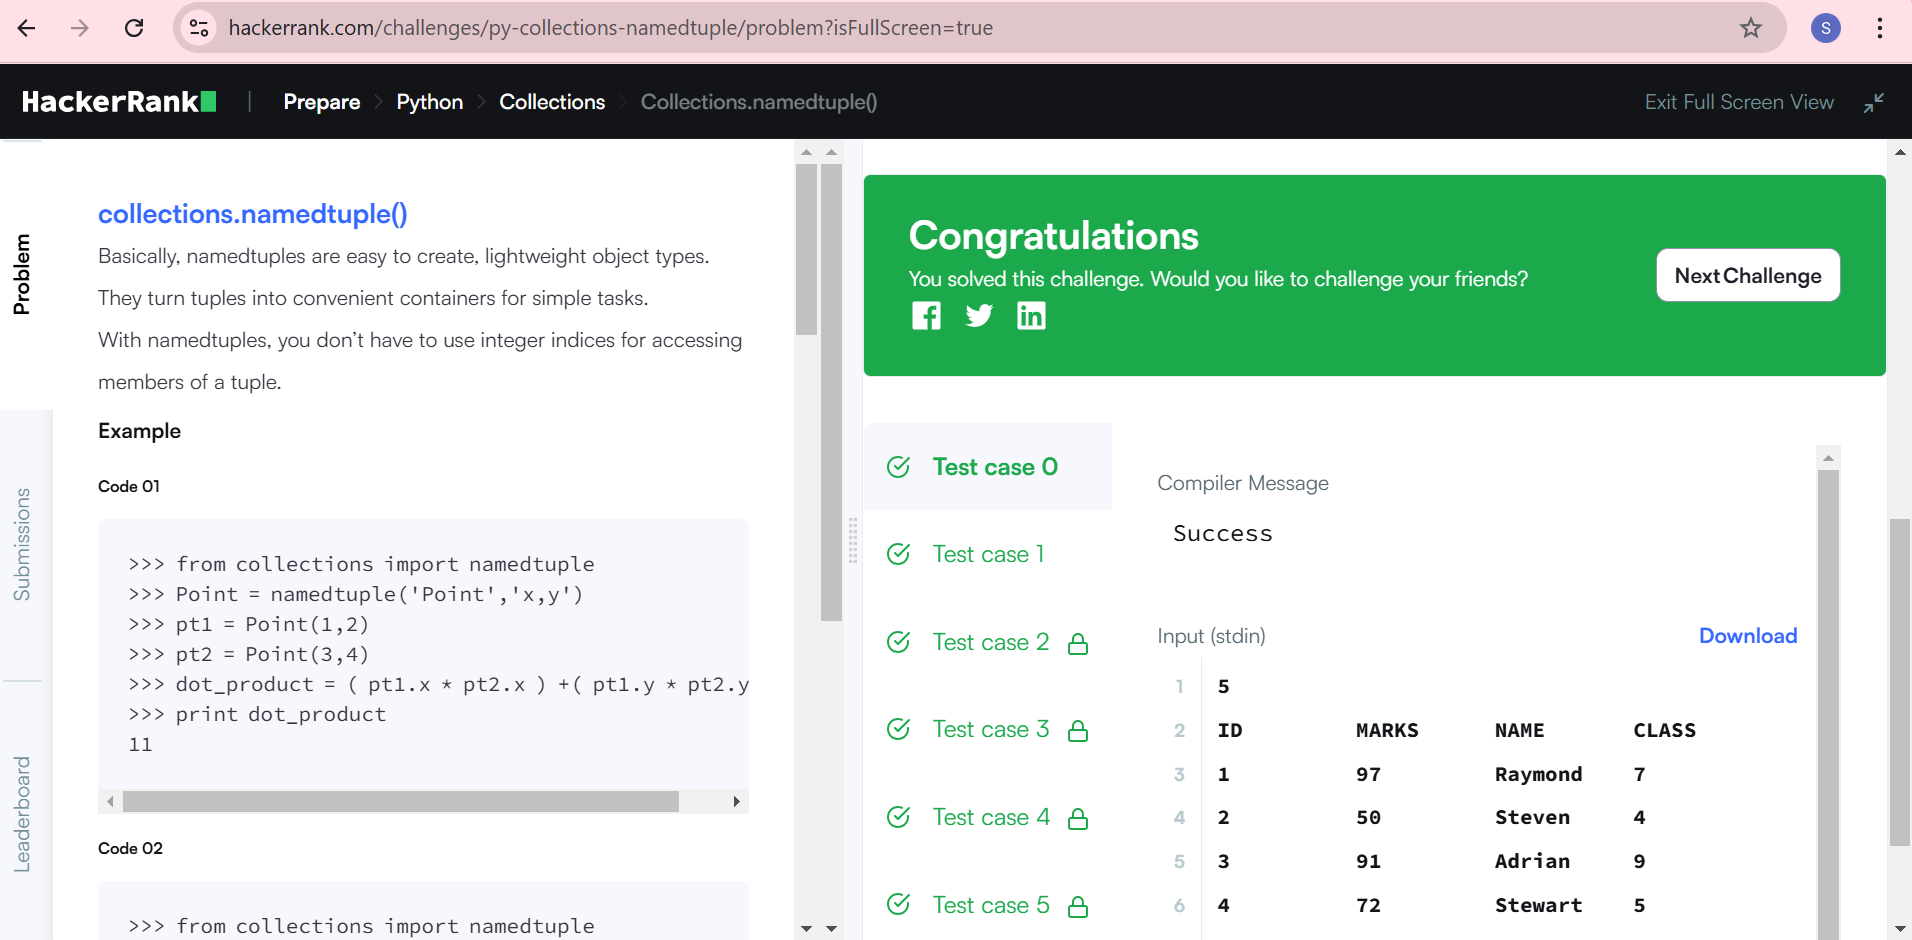 hackerrank.com/challenges/py-collections-namedtuple/problem?isFullScreen=true
S
HackerRank
Prepare
Python
Collections
Collections.namedtuple()
Exit Full Screen View
Problem
Submissions
Leaderboard
collections.namedtuple()
Basically, namedtuples are easy to create, lightweight object types.
They turn tuples into convenient containers for simple tasks.
With namedtuples, you don’t have to use integer indices for accessing
members of a tuple.
Example
Code 01
>>> from collections import namedtuple
>>> Point = namedtuple('Point','x,y')
>>> pt1 = Point(1,2)
>>> pt2 = Point(3,4)
>>> dot_product = ( pt1.x * pt2.x ) +( pt1.y * pt2.y
>>> print dot_product
11
Code 02
>>> from collections import namedtuple
Congratulations
You solved this challenge. Would you like to challenge your friends?
Next Challenge
Test case 0
Test case 1
Test case 2
Test case 3
Test case 4
Test case 5
Compiler Message
Success
Input (stdin)
Download
1 5
2 ID MARKS NAME CLASS
3 1 97 Raymond 7
4 2 50 Steven 4
5 3 91 Adrian 9
6 4 72 Stewart 5